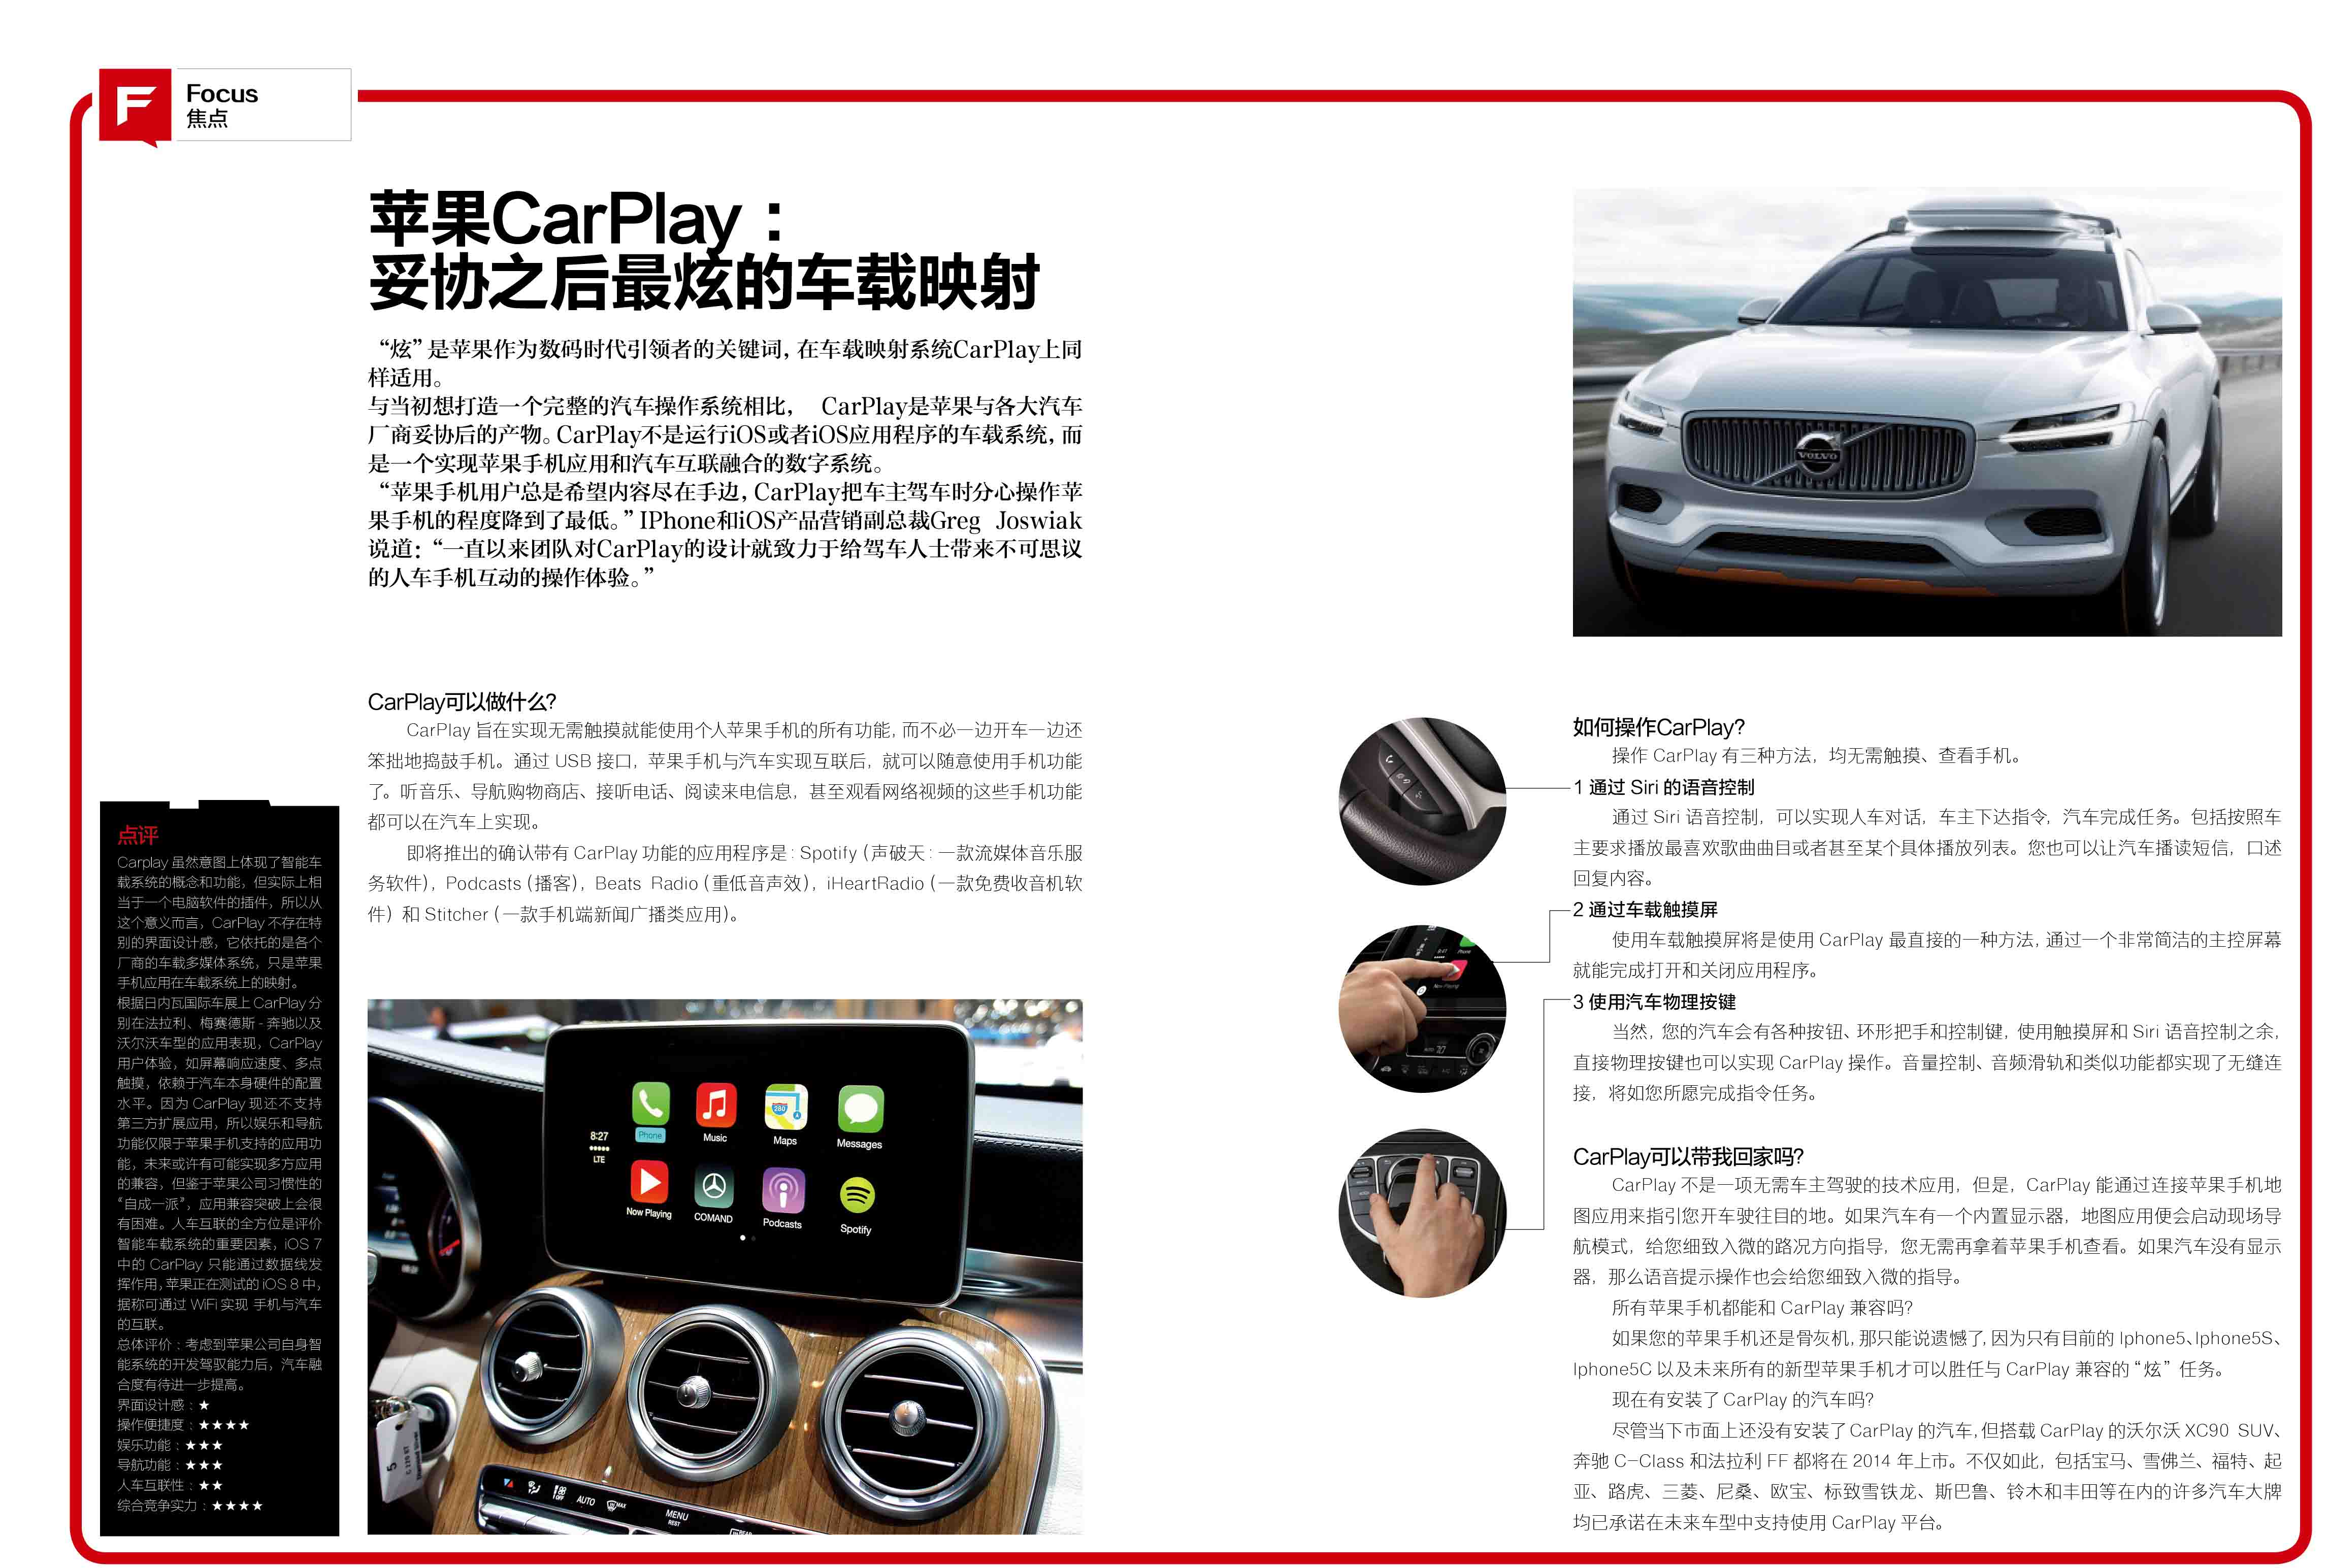 Focus
焦点
苹果CarPlay：
妥协之后最炫的车载映射
“炫”是苹果作为数码时代引领者的关键词，在车载映射系统CarPlay上同
样适用。
与当初想打造一个完整的汽车操作系统相比， CarPlay是苹果与各大汽车
厂商妥协后的产物。CarPlay不是运行iOS或者iOS应用程序的车载系统，而
是一个实现苹果手机应用和汽车互联融合的数字系统。
“苹果手机用户总是希望内容尽在手边，CarPlay把车主驾车时分心操作苹
果手机的程度降到了最低。”IPhone和iOS产品营销副总裁Greg Joswiak
说道：“一直以来团队对CarPlay的设计就致力于给驾车人士带来不可思议
的人车手机互动的操作体验。”
CarPlay可以做什么？
CarPlay 旨在实现无需触摸就能使用个人苹果手机的所有功能，而不必一边开车一边还
笨拙地捣鼓手机。通过 USB 接口，苹果手机与汽车实现互联后，就可以随意使用手机功能
了。听音乐、导航购物商店、接听电话、阅读来电信息，甚至观看网络视频的这些手机功能
都可以在汽车上实现。
即将推出的确认带有 CarPlay 功能的应用程序是：Spotify（声破天：一款流媒体音乐服
务软件），Podcasts（播客），Beats Radio（重低音声效），iHeartRadio（一款免费收音机软
件）和 Stitcher（一款手机端新闻广播类应用）。
点评
Carplay 虽然意图上体现了智能车
载系统的概念和功能，但实际上相
当于一个电脑软件的插件，所以从
这个意义而言，CarPlay 不存在特
别的界面设计感，它依托的是各个
厂商的车载多媒体系统，只是苹果
手机应用在车载系统上的映射。
根据日内瓦国际车展上 CarPlay 分
别在法拉利、梅赛德斯 - 奔驰以及
沃尔沃车型的应用表现，CarPlay
用户体验，如屏幕响应速度、多点
触摸，依赖于汽车本身硬件的配置
水平。因为 CarPlay 现还不支持
第三方扩展应用，所以娱乐和导航
功能仅限于苹果手机支持的应用功
能，未来或许有可能实现多方应用
的兼容，但鉴于苹果公司习惯性的
“自成一派”，应用兼容突破上会很
有困难。人车互联的全方位是评价
智能车载系统的重要因素，iOS 7
中的 CarPlay 只能通过数据线发
挥作用，苹果正在测试的 iOS 8 中，
据称可通过 WiFi 实现 手机与汽车
的互联。
总体评价：考虑到苹果公司自身智
能系统的开发驾驭能力后，汽车融
合度有待进一步提高。
界面设计感：★
操作便捷度：★★★★
娱乐功能：★★★
导航功能：★★★
人车互联性：★★
综合竞争实力：★★★★
8:27
LTE
Phone
Music
Maps
Messages
280
Now Playing
COMAND
Podcasts
Spotify
AUTO
MENU
REST
VOLVO
如何操作CarPlay？
操作 CarPlay 有三种方法，均无需触摸、查看手机。
1 通过 Siri 的语音控制
通过 Siri 语音控制，可以实现人车对话，车主下达指令，汽车完成任务。包括按照车
主要求播放最喜欢歌曲曲目或者甚至某个具体播放列表。您也可以让汽车播读短信，口述
回复内容。
2 通过车载触摸屏
使用车载触摸屏将是使用 CarPlay 最直接的一种方法，通过一个非常简洁的主控屏幕
就能完成打开和关闭应用程序。
3 使用汽车物理按键
当然，您的汽车会有各种按钮、环形把手和控制键，使用触摸屏和 Siri 语音控制之余，
直接物理按键也可以实现 CarPlay 操作。音量控制、音频滑轨和类似功能都实现了无缝连
接，将如您所愿完成指令任务。
CarPlay可以带我回家吗？
CarPlay 不是一项无需车主驾驶的技术应用，但是，CarPlay 能通过连接苹果手机地
图应用来指引您开车驶往目的地。如果汽车有一个内置显示器，地图应用便会启动现场导
航模式，给您细致入微的路况方向指导，您无需再拿着苹果手机查看。如果汽车没有显示
器，那么语音提示操作也会给您细致入微的指导。
所有苹果手机都能和 CarPlay 兼容吗？
如果您的苹果手机还是骨灰机，那只能说遗憾了，因为只有目前的 Iphone5、Iphone5S、
Iphone5C 以及未来所有的新型苹果手机才可以胜任与 CarPlay 兼容的“炫”任务。
现在有安装了 CarPlay 的汽车吗？
尽管当下市面上还没有安装了 CarPlay 的汽车，但搭载 CarPlay 的沃尔沃 XC90 SUV、
奔驰 C-Class 和法拉利 FF 都将在 2014 年上市。不仅如此，包括宝马、雪佛兰、福特、起
亚、路虎、三菱、尼桑、欧宝、标致雪铁龙、斯巴鲁、铃木和丰田等在内的许多汽车大牌
均已承诺在未来车型中支持使用 CarPlay 平台。